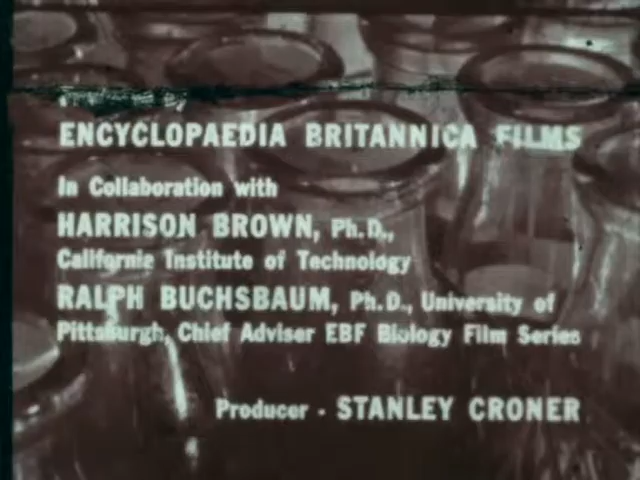 ENCYCLOPAEDIA BRITANNICA FILMS
In Collaboration with
HARRISON BROWN, Ph.D.,
California Institute of Technology
RALPH BUCHSBAUM, Ph.D., University of
Pittsburgh, Chief Adviser EBF Biology Film Series
Producer - STANLEY CRONER